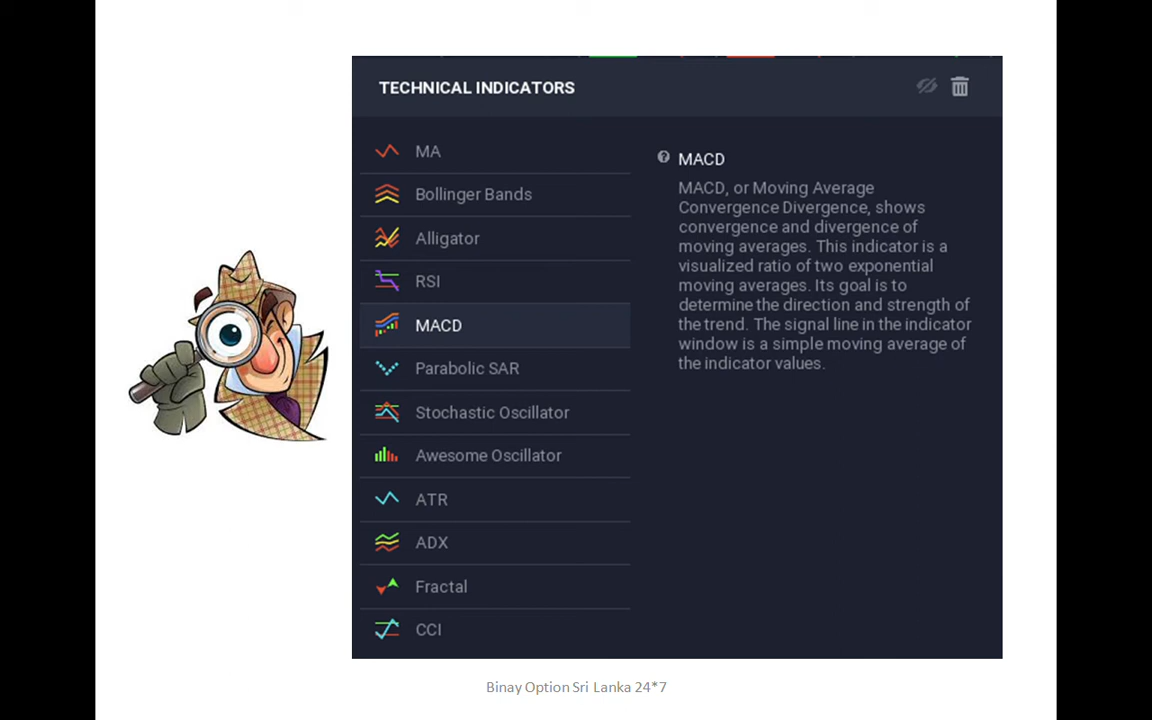 TECHNICAL INDICATORS
MA
Bollinger Bands
Alligator
RSI
MACD
Parabolic SAR
Stochastic Oscillator
Awesome Oscillator
ATR
ADX
Fractal
CCI
MACD
MACD, or Moving Average
Convergence Divergence, shows
convergence and divergence of
moving averages. This indicator is a
visualized ratio of two exponential
moving averages. Its goal is to
determine the direction and strength of
the trend. The signal line in the indicator
window is a simple moving average of
the indicator values.
Binay Option Sri Lanka 24*7